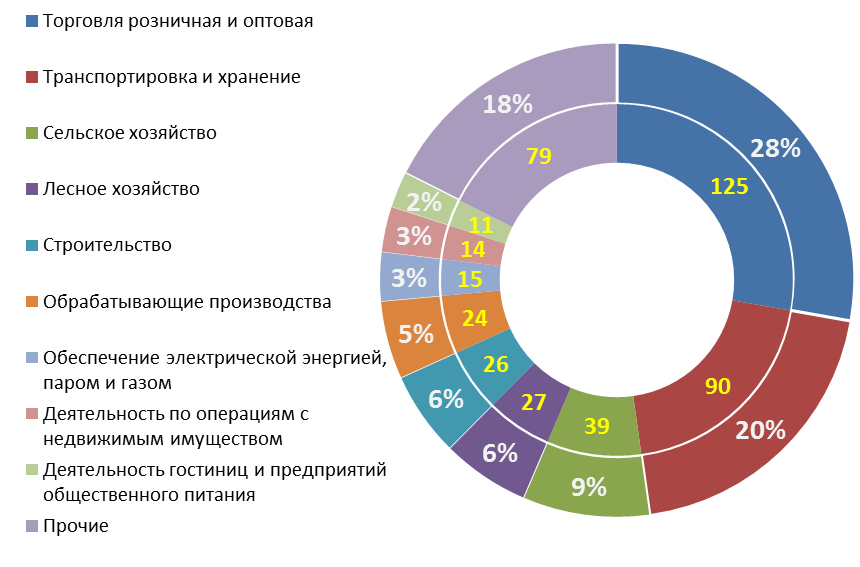 Торговля розничная и оптовая
Транспортировка и хранение
Сельское хозяйство
Лесное хозяйство
Строительство
Обрабатывающие производства
Обеспечение электрической энергией,
паром и газом
Деятельность по операциям с
недвижимым имуществом
Деятельность гостиниц и предприятий
общественного питания
Прочие
28%
125
20%
90
9%
39
6%
27
6%
26
5%
24
3%
15
3%
14
2%
11
18%
79